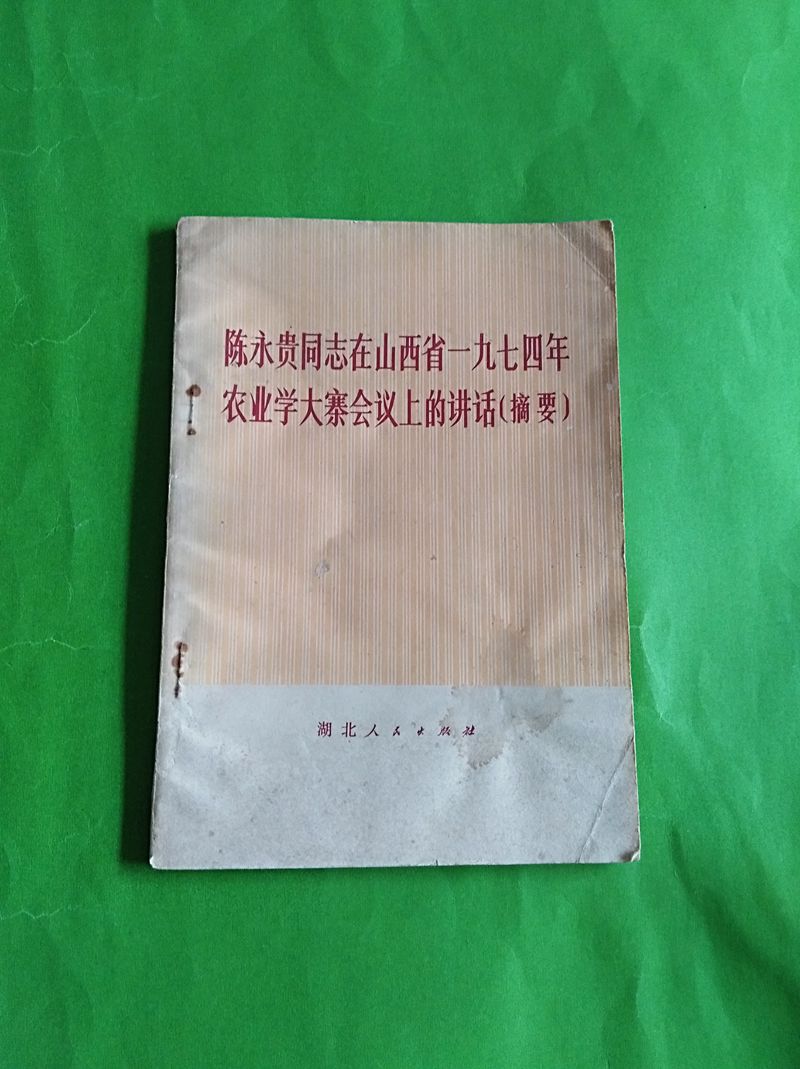 陈永贵同志在山西省一九七四年
农业学大寨会议上的讲话(摘要)
湖北人民出版社